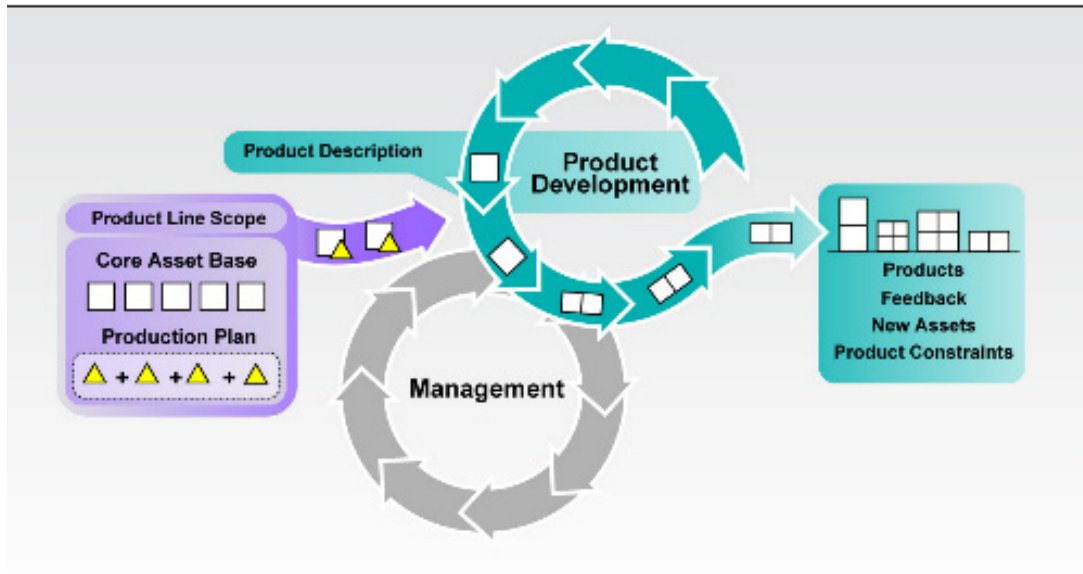 Product Description
Product
Development
Product Line Scope
Core Asset Base
Production Plan
+ + +
Management
Products
Feedback
New Assets
Product Constraints